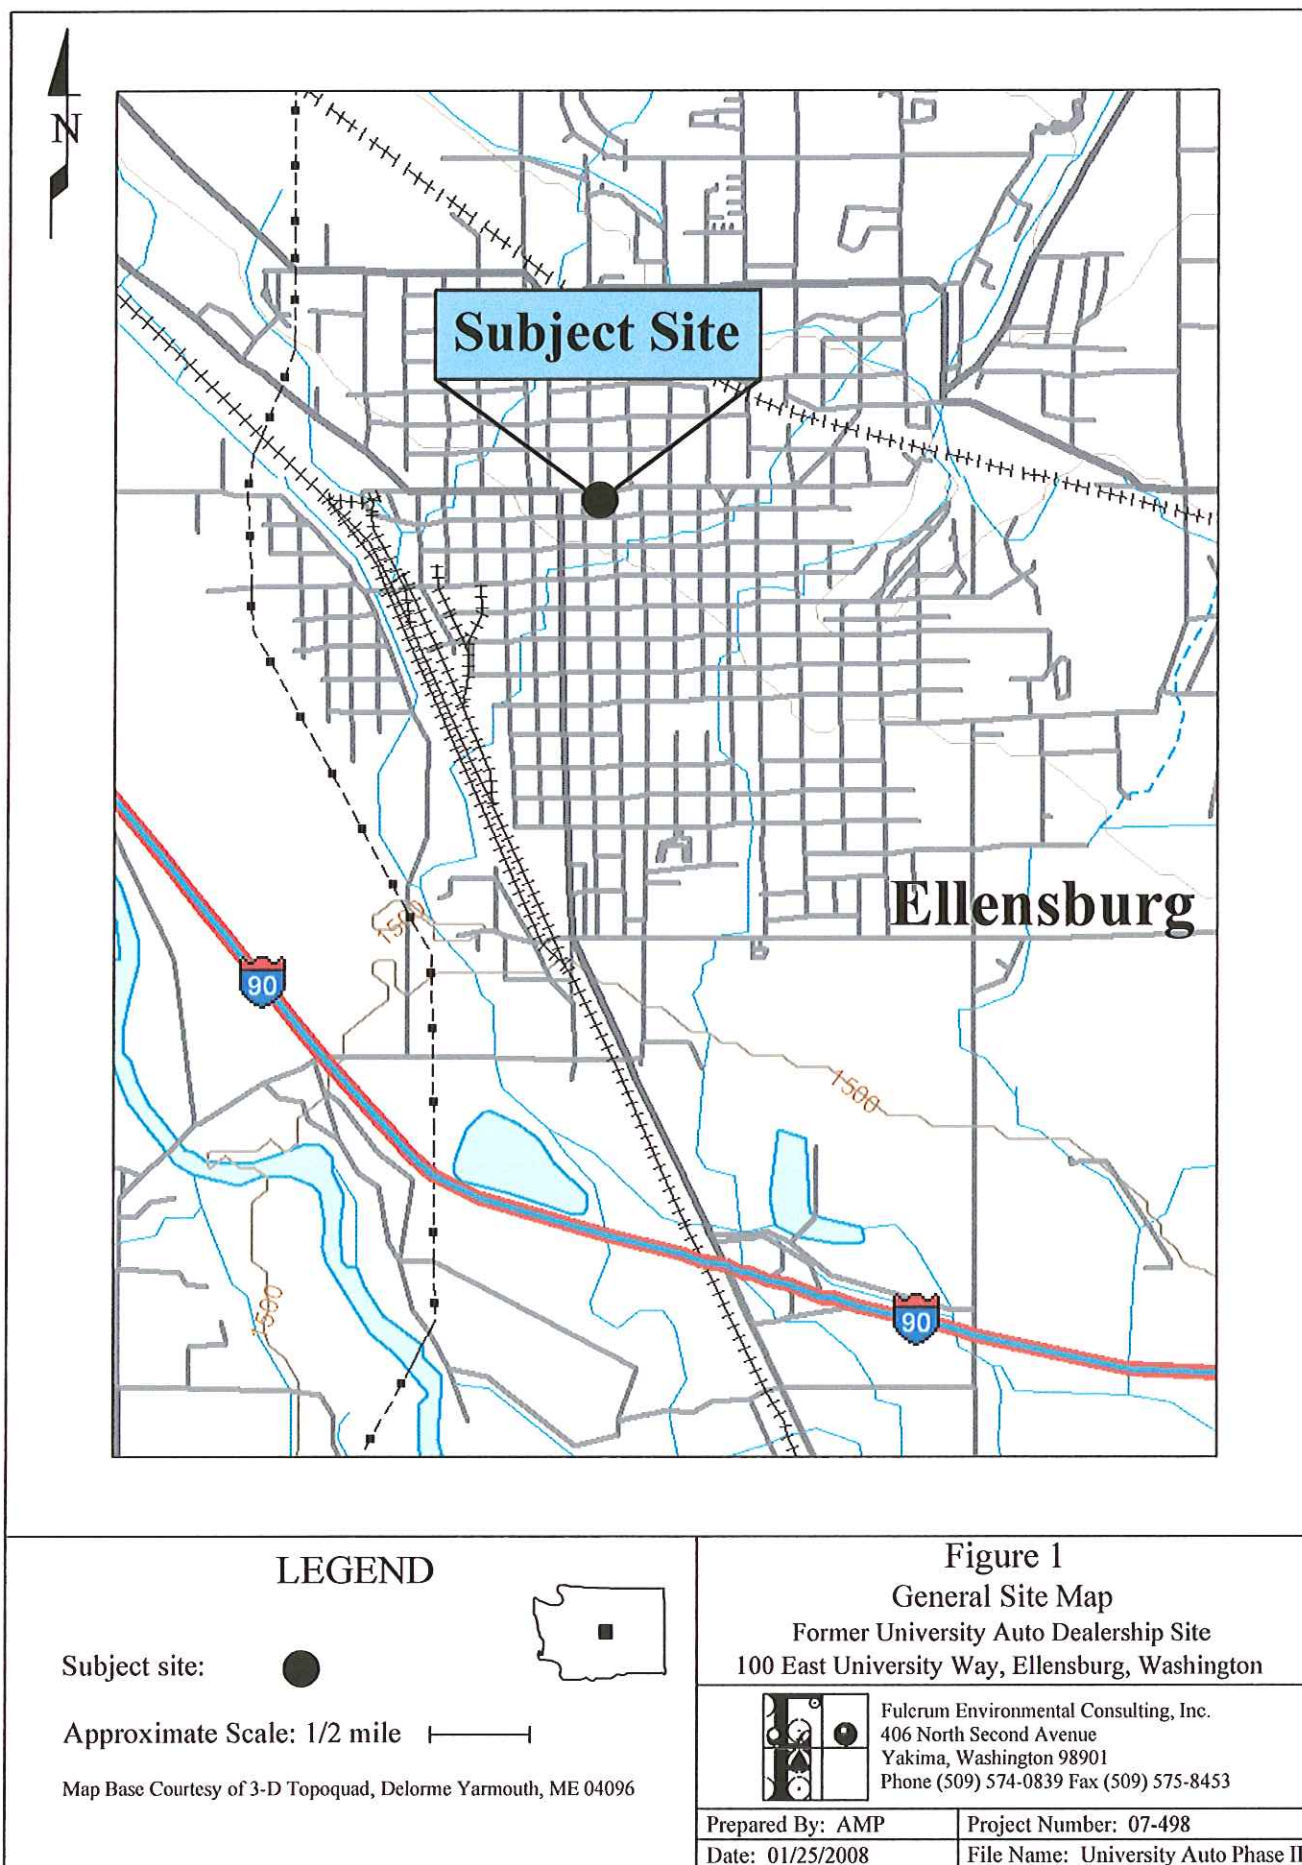 N
Subject Site
Ellensburg
1500
90
1500
1500
90
LEGEND
Subject site:
Approximate Scale: 1/2 mile
Map Base Courtesy of 3-D Topoquad, Delorme Yarmouth, ME 04096
Figure 1
General Site Map
Former University Auto Dealership Site
100 East University Way, Ellensburg, Washington
Fulcrum Environmental Consulting, Inc.
406 North Second Avenue
Yakima, Washington 98901
Phone (509) 574-0839 Fax (509) 575-8453
Prepared By: AMP
Project Number: 07-498
Date: 01/25/2008
File Name: University Auto Phase II